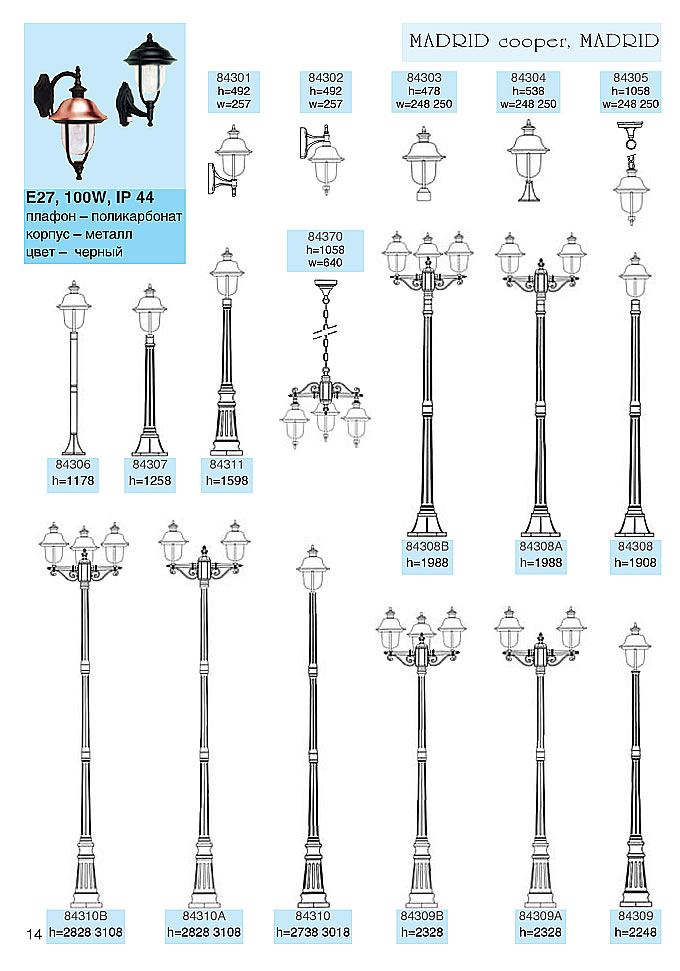 MADRID cooper, MADRID
84301
h=492
w=257
84302
h=492
w=257
84303
h=478
w=248 250
84304
h=538
w=248 250
84305
h=1058
w=248 250
E27, 100W, IP 44
плафон – поликарбонат
корпус – металл
цвет – черный
84370
h=1058
w=640
84306
h=1178
84307
h=1258
84311
h=1598
84308B
h=1988
84308A
h=1988
84308
h=1908
84310B
h=2828 3108
84310A
h=2828 3108
84310
h=2738 3018
84309B
h=2328
84309A
h=2328
84309
h=2248
14